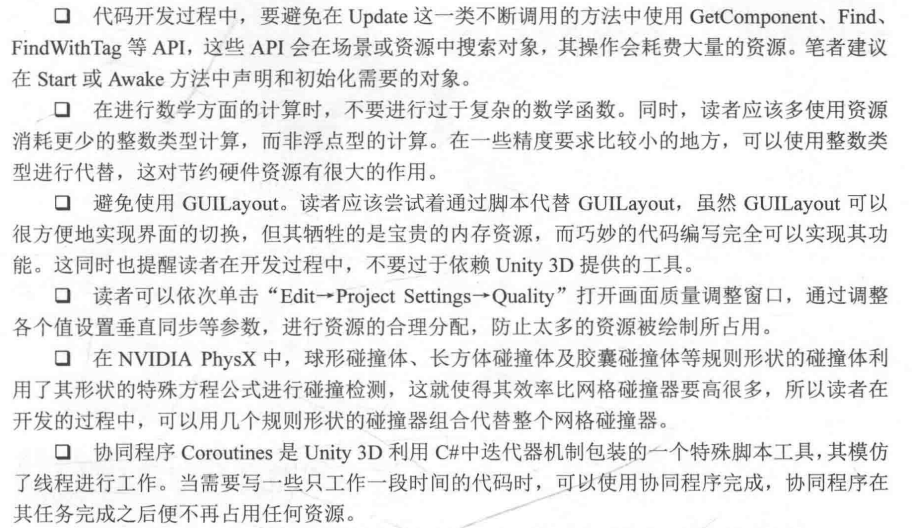 ❑ 代码开发过程中，要避免在 Update 这一类不断调用的方法中使用 GetComponent、Find、
FindWithTag 等 API，这些 API 会在场景或资源中搜索对象，其操作会耗费大量的资源。笔者建议
在 Start 或 Awake 方法中声明和初始化需要的对象。
❑ 在进行数学方面的计算时，不要进行过于复杂的数学函数。同时，读者应该多使用资源
消耗更少的整数类型计算，而非浮点型的计算。在一些精度要求比较小的地方，可以使用整数类
型进行代替，这对节约硬件资源有很大的作用。
❑ 避免使用 GUILayout。读者应该尝试着通过脚本代替 GUILayout，虽然 GUILayout 可以
很方便地实现界面的切换，但其牺牲的是宝贵的内存资源，而巧妙的代码编写完全可以实现其功
能。这同时也提醒读者在开发过程中，不要过于依赖 Unity 3D 提供的工具。
❑ 读者可以依次单击“Edit→Project Settings→Quality”打开画面质量调整窗口，通过调整
各个值设置垂直同步等参数，进行资源的合理分配，防止太多的资源被绘制所占用。
❑ 在 NVIDIA PhysX 中，球形碰撞体、长方体碰撞体及胶囊碰撞体等规则形状的碰撞体利
用了其形状的特殊方程公式进行碰撞检测，这就使得其效率比网格碰撞器要高很多，所以读者在
开发的过程中，可以用几个规则形状的碰撞器组合代替整个网格碰撞器。
❑ 协同程序 Coroutines 是 Unity 3D 利用 C#中迭代器机制包装的一个特殊脚本工具，其模仿
了线程进行工作。当需要写一些只工作一段时间的代码时，可以使用协同程序完成，协同程序在
其任务完成之后便不再占用任何资源。